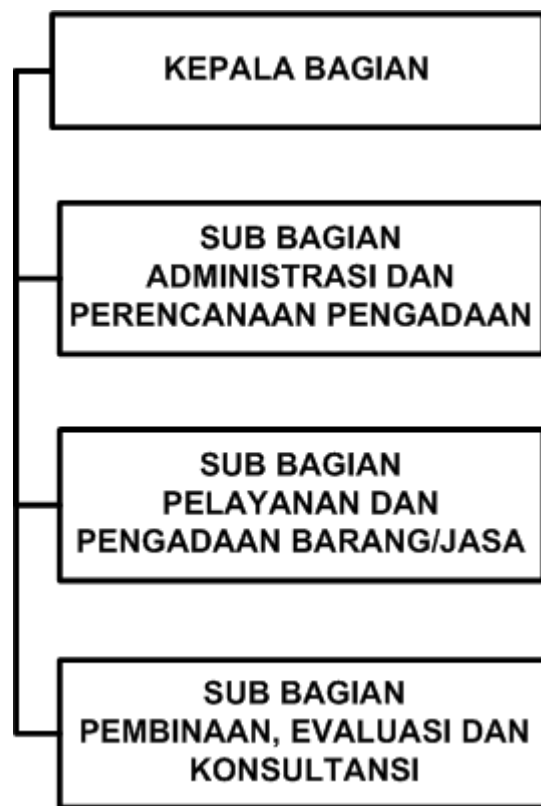 KEPALA BAGIAN
SUB BAGIAN
ADMINISTRASI DAN
PERENCANAAN PENGADAAN
SUB BAGIAN
PELAYANAN DAN
PENGADAAN BARANG/JASA
SUB BAGIAN
PEMBINAAN, EVALUASI DAN
KONSULTANSI